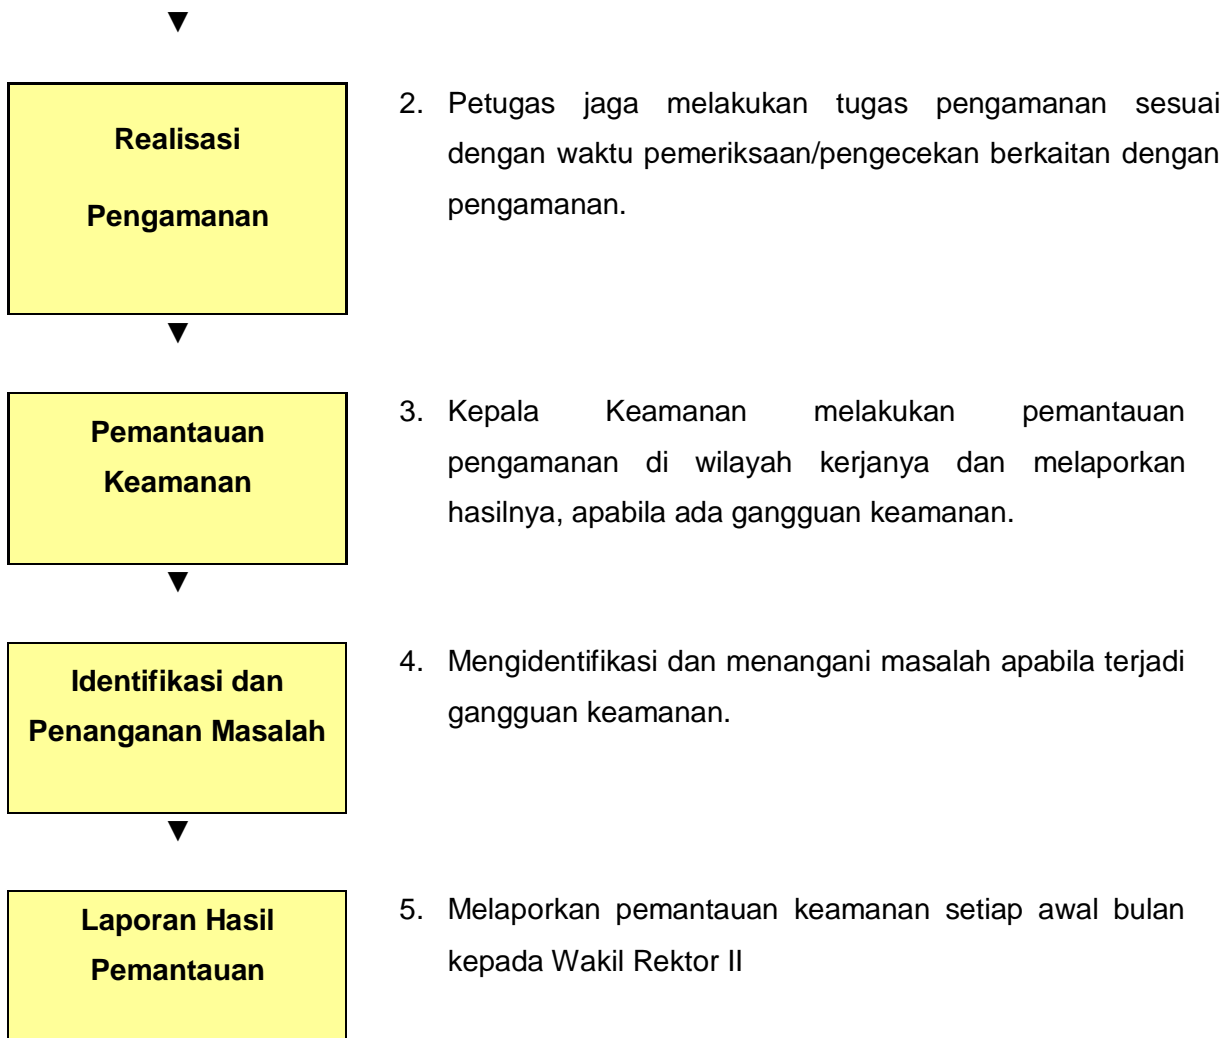 ▼
Realisasi
Pengamanan
2. Petugas jaga melakukan tugas pengamanan sesuai
dengan waktu pemeriksaan/pengecekan berkaitan dengan
pengamanan.
▼
Pemantauan
Keamanan
3. Kepala Keamanan melakukan pemantauan
pengamanan di wilayah kerjanya dan melaporkan
hasilnya, apabila ada gangguan keamanan.
▼
Identifikasi dan
Penanganan Masalah
4. Mengidentifikasi dan menangani masalah apabila terjadi
gangguan keamanan.
▼
Laporan Hasil
Pemantauan
5. Melaporkan pemantauan keamanan setiap awal bulan
kepada Wakil Rektor II